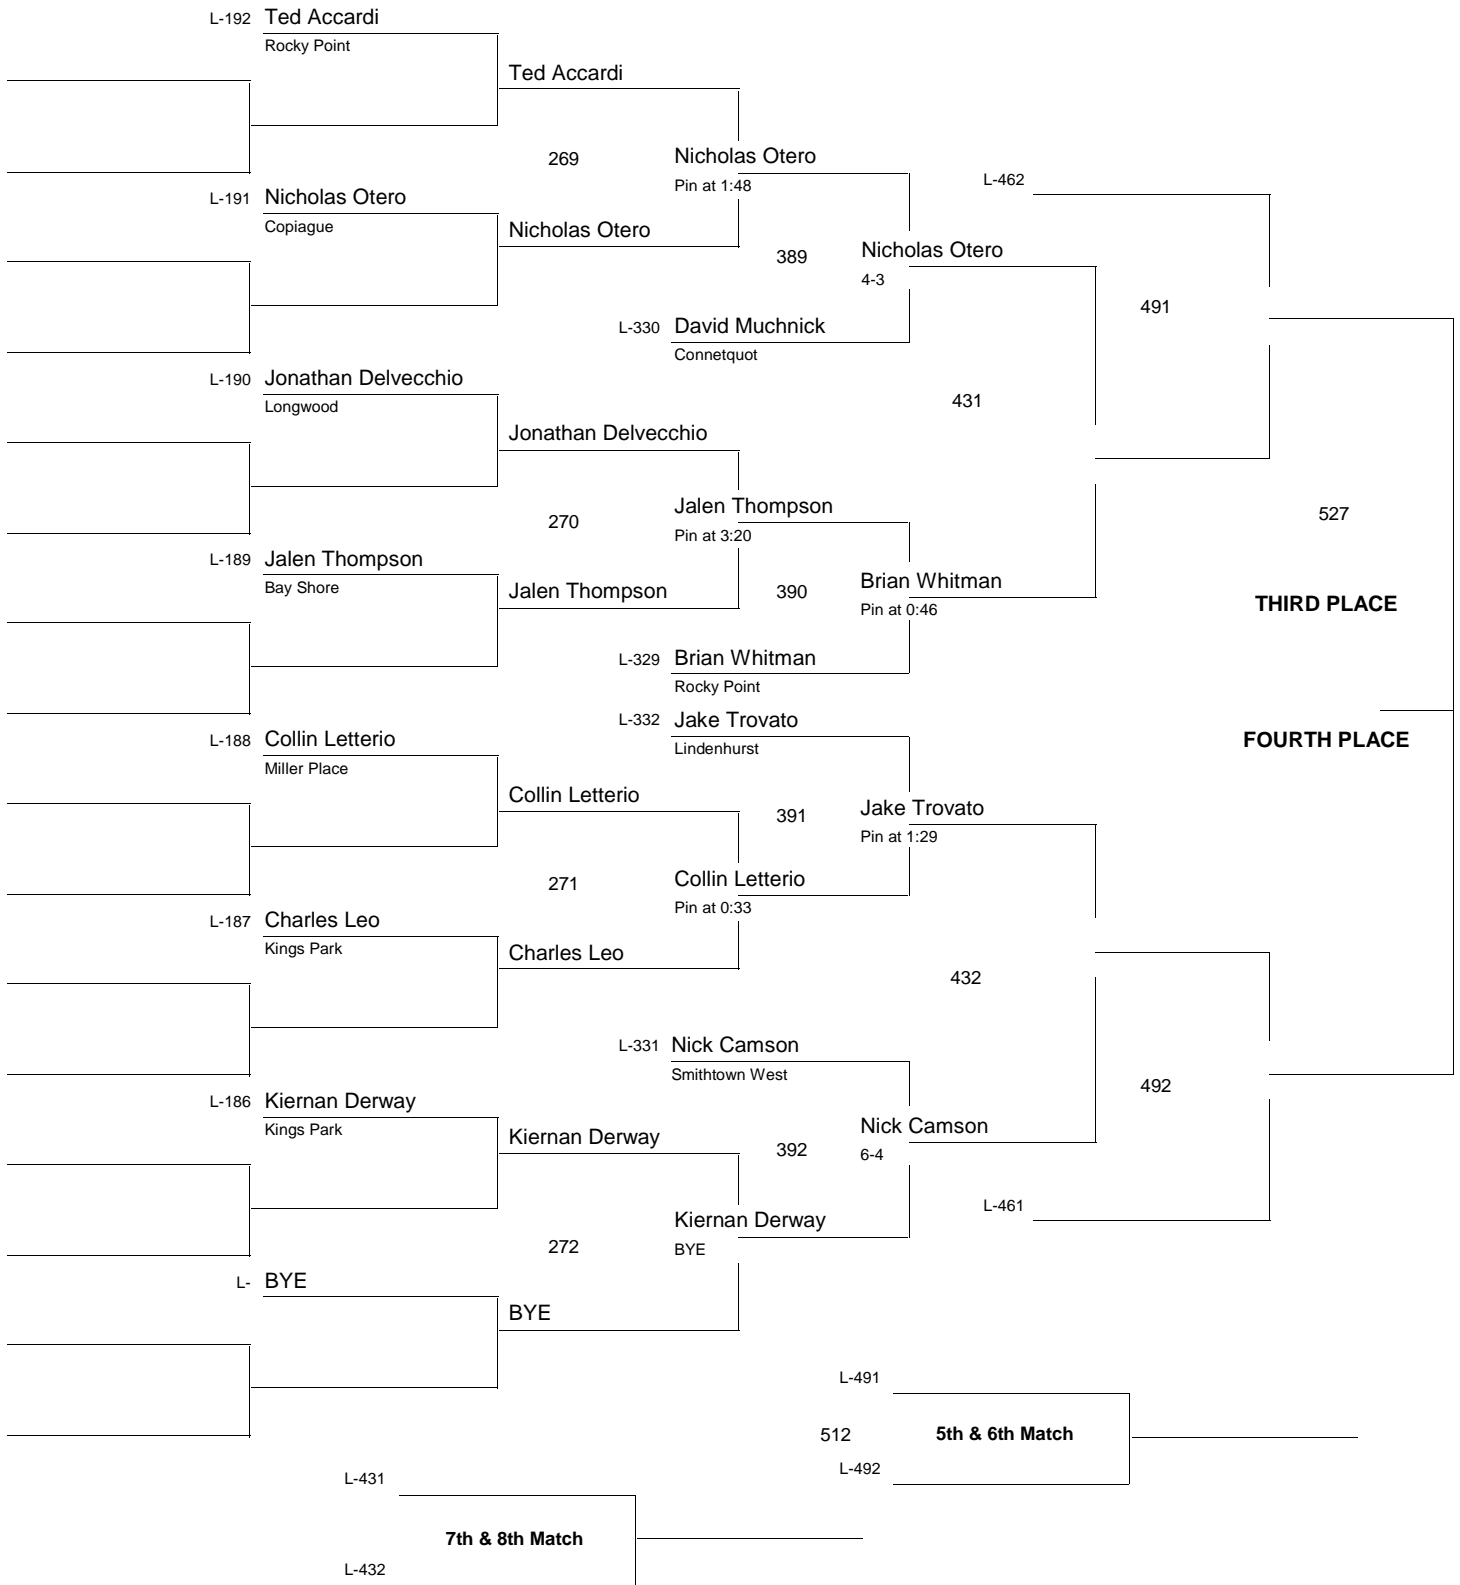 L-192 Ted Accardi
Rocky Point
Ted Accardi
269
Nicholas Otero
Pin at 1:48
L-462
L-191 Nicholas Otero
Copiague
Nicholas Otero
389
Nicholas Otero
4-3
491
L-330 David Muchnick
Connetquot
L-190 Jonathan Delvecchio
Longwood
431
Jonathan Delvecchio
270
Jalen Thompson
Pin at 3:20
527
L-189 Jalen Thompson
Bay Shore
Jalen Thompson
390
Brian Whitman
Pin at 0:46
THIRD PLACE
L-329 Brian Whitman
Rocky Point
L-332 Jake Trovato
Lindenhurst
L-188 Collin Letterio
Miller Place
FOURTH PLACE
Collin Letterio
391
Jake Trovato
Pin at 1:29
271
Collin Letterio
Pin at 0:33
L-187 Charles Leo
Kings Park
Charles Leo
432
L-331 Nick Camson
Smithtown West
492
L-186 Kiernan Derway
Kings Park
Kiernan Derway
392
Nick Camson
6-4
L-461
Kiernan Derway
BYE
272
L- BYE
BYE
L-491
512
5th & 6th Match
L-492
L-431
7th & 8th Match
L-432